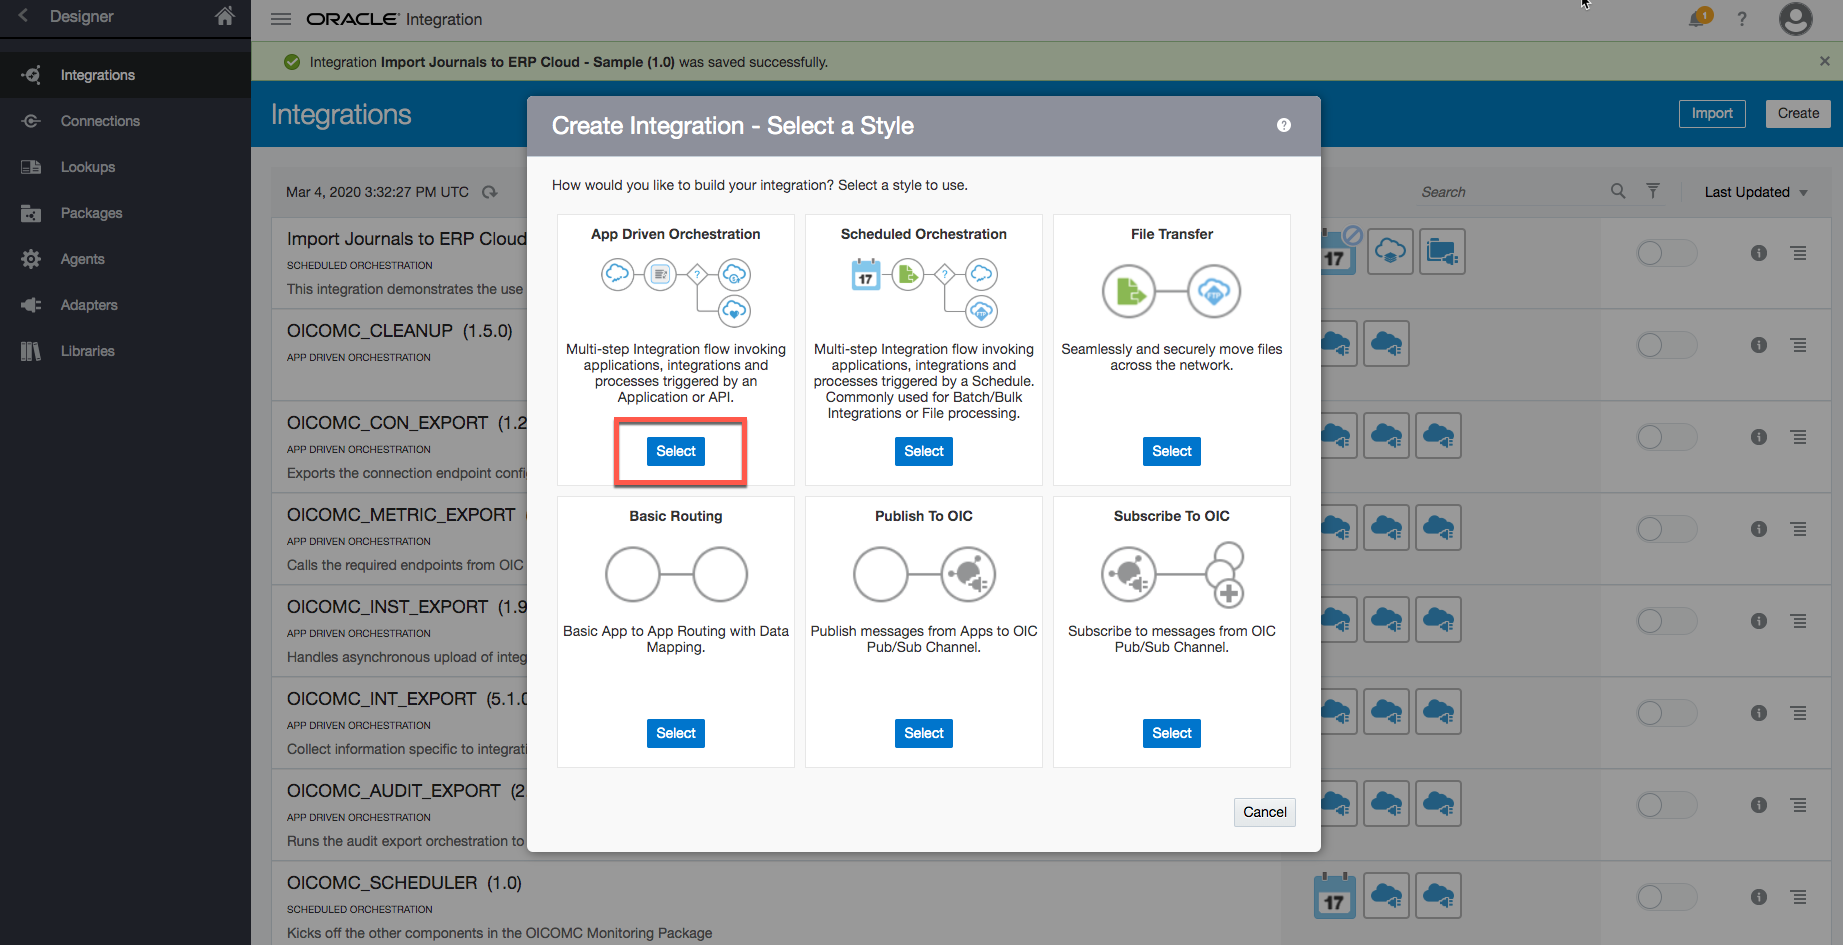 Designer
ORACLE Integration
1
?
Integrations
Connections
Lookups
Packages
Agents
Adapters
Libraries
Integration Import Journals to ERP Cloud - Sample (1.0) was saved successfully.
Integrations
Import
Create
Mar 4, 2020 3:32:27 PM UTC
Search
Last Updated
Import Journals to ERP Cloud
SCHEDULED ORCHESTRATION
This integration demonstrates the use
17
OICOMC_CLEANUP (1.5.0)
APP DRIVEN ORCHESTRATION
OICOMC_CON_EXPORT (1.2
APP DRIVEN ORCHESTRATION
Exports the connection endpoint confi
OICOMC_METRIC_EXPORT
APP DRIVEN ORCHESTRATION
Calls the required endpoints from OIC
OICOMC_INST_EXPORT (1.9
APP DRIVEN ORCHESTRATION
Handles asynchronous upload of integ
OICOMC_INT_EXPORT (5.1.0
APP DRIVEN ORCHESTRATION
Collect information specific to integrati
OICOMC_AUDIT_EXPORT (2
APP DRIVEN ORCHESTRATION
Runs the audit export orchestration to
OICOMC_SCHEDULER (1.0)
SCHEDULED ORCHESTRATION
Kicks off the other components in the OICOMC Monitoring Package
17
Create Integration - Select a Style
?
How would you like to build your integration? Select a style to use.
App Driven Orchestration
?
Multi-step Integration flow invoking
applications, integrations and
processes triggered by an
Application or API.
Select
Scheduled Orchestration
17
?
FTP
Multi-step Integration flow invoking
applications, integrations and
processes triggered by a Schedule.
Commonly used for Batch/Bulk
Integrations or File processing.
Select
File Transfer
FTP
Seamlessly and securely move files
across the network.
Select
Basic Routing
Basic App to App Routing with Data
Mapping.
Select
Publish To OIC
Publish messages from Apps to OIC
Pub/Sub Channel.
Select
Subscribe To OIC
Subscribe to messages from OIC
Pub/Sub Channel.
Select
Cancel